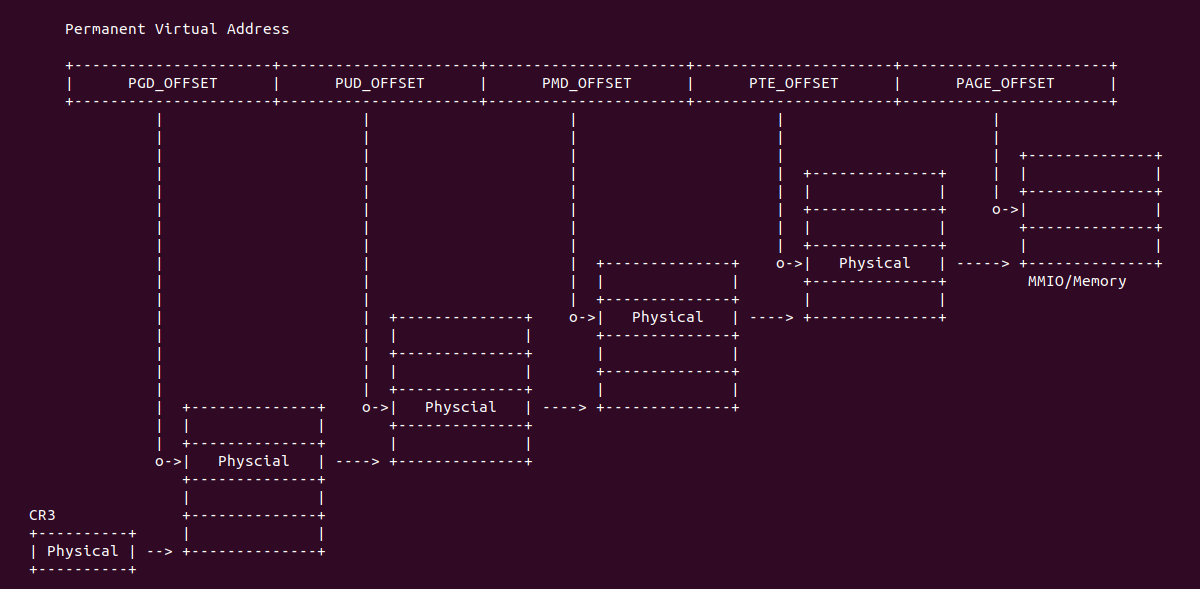 Permanent Virtual Address
PGD_OFFSET PUD_OFFSET PMD_OFFSET PTE_OFFSET PAGE_OFFSET
Physical
MMIO/Memory
Physical
Physcial
Physcial
CR3
Physical